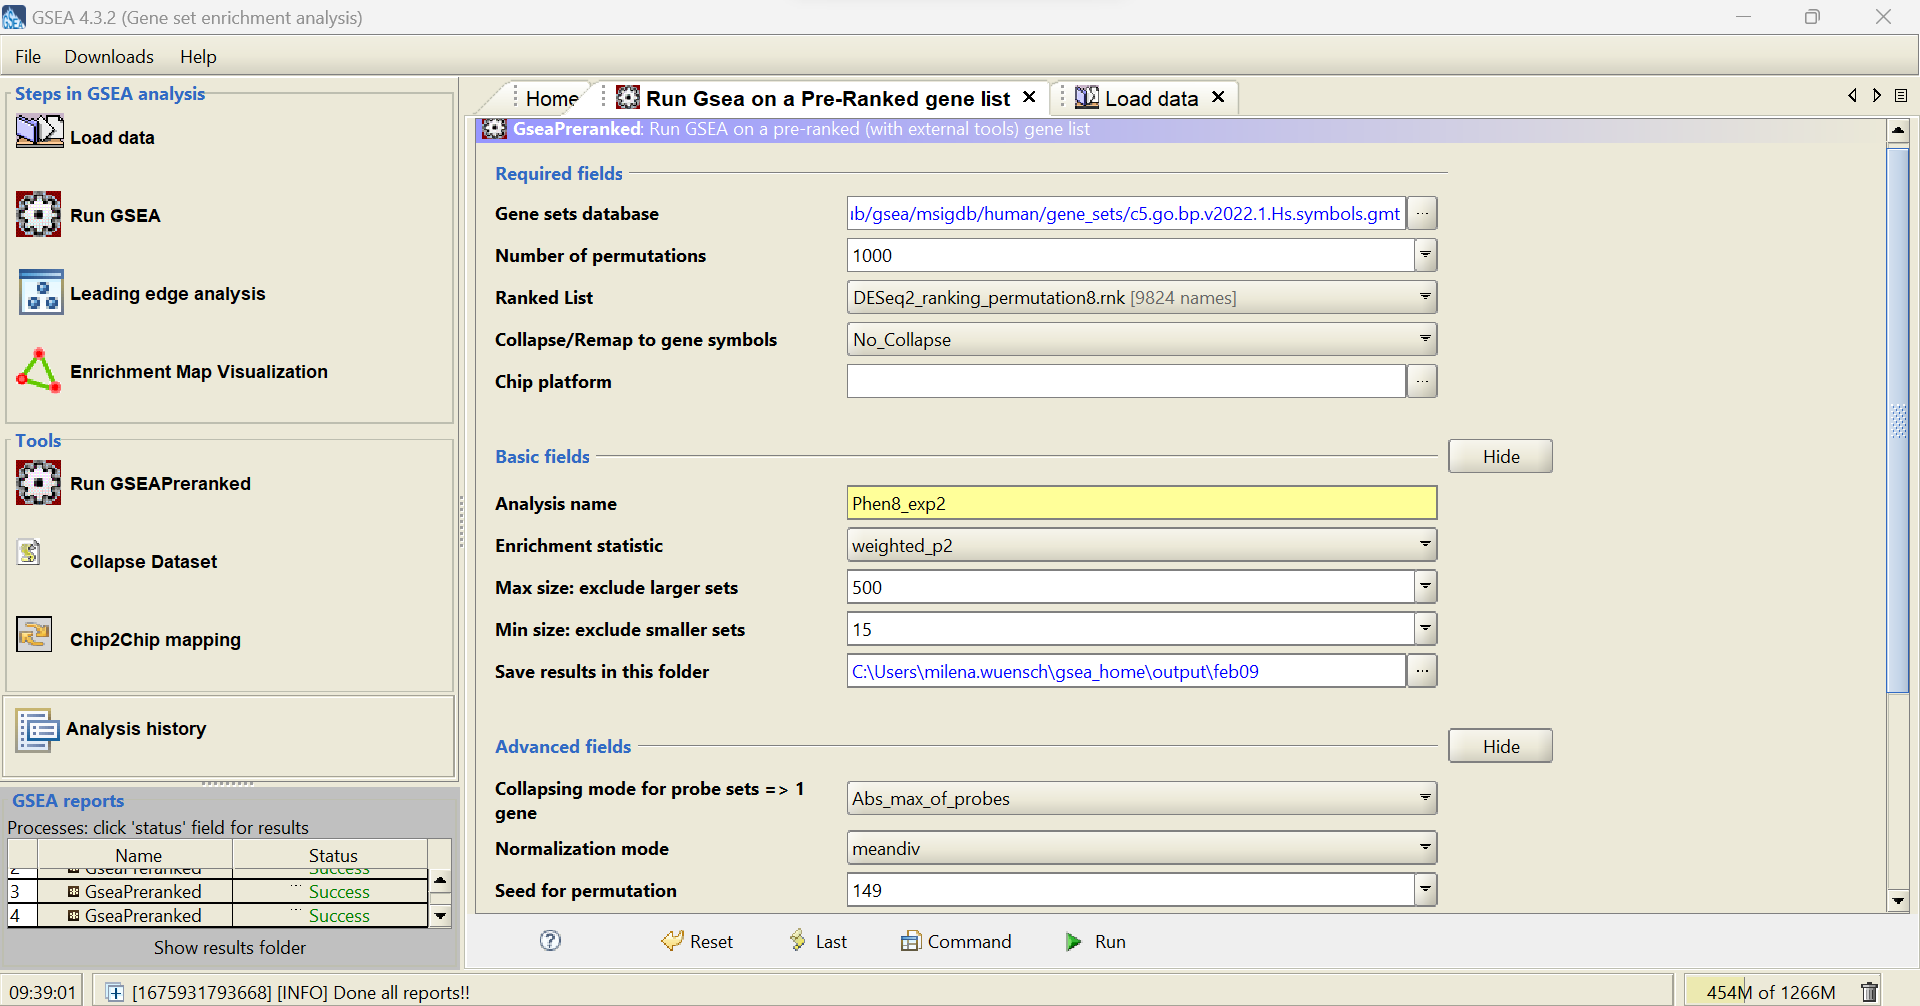 GSEA 4.3.2 (Gene set enrichment analysis)
File Downloads Help
Steps in GSEA analysis
Load data
Run GSEA
Leading edge analysis
Enrichment Map Visualization
Tools
Run GSEAPreranked
Collapse Dataset
Chip2Chip mapping
Analysis history
GSEA reports
Processes: click 'status' field for results
Name Status
2 GseaPreranked Success
3 GseaPreranked ... Success
4 GseaPreranked ... Success
Show results folder
Home Run Gsea on a Pre-Ranked gene list Load data
GseaPreranked: Run GSEA on a pre-ranked (with external tools) gene list
Required fields
Gene sets database ub/gsea/msigdb/human/gene_sets/c5.go.bp.v2022.1.Hs.symbols.gmt ...
Number of permutations 1000
Ranked List DESeq2_ranking_permutation8.rnk [9824 names]
Collapse/Remap to gene symbols No_Collapse
Chip platform ...
Basic fields Hide
Analysis name Phen8_exp2
Enrichment statistic weighted_p2
Max size: exclude larger sets 500
Min size: exclude smaller sets 15
Save results in this folder C:\Users\milena.wuensch\gsea_home\output\feb09 ...
Advanced fields Hide
Collapsing mode for probe sets => 1
gene Abs_max_of_probes
Normalization mode meandiv
Seed for permutation 149
? Reset Last Command Run
09:39:01 [1675931793668] [INFO] Done all reports!! 454M of 1266M